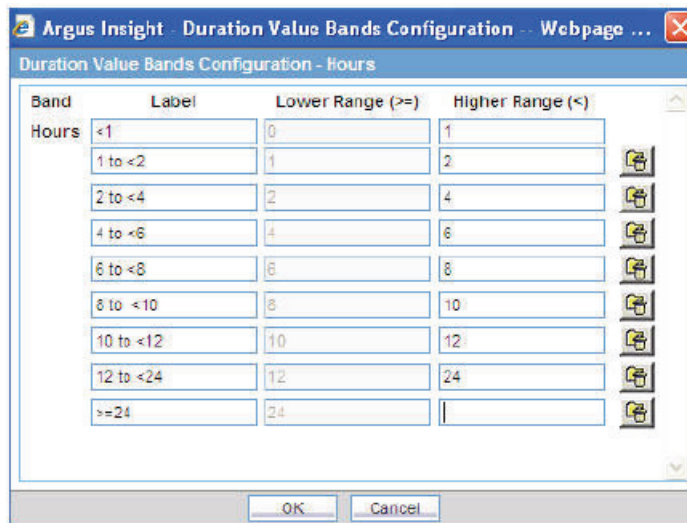 Argus Insight - Duration Value Bands Configuration -- Webpage ...
Duration Value Bands Configuration - Hours
Band Label Lower Range (>=) Higher Range (<)
Hours <1 0 1
1 to <2 1 2
2 to <4 2 4
4 to <6 4 6
6 to <8 6 8
8 to <10 8 10
10 to <12 10 12
12 to <24 12 24
>=24 24
OK Cancel